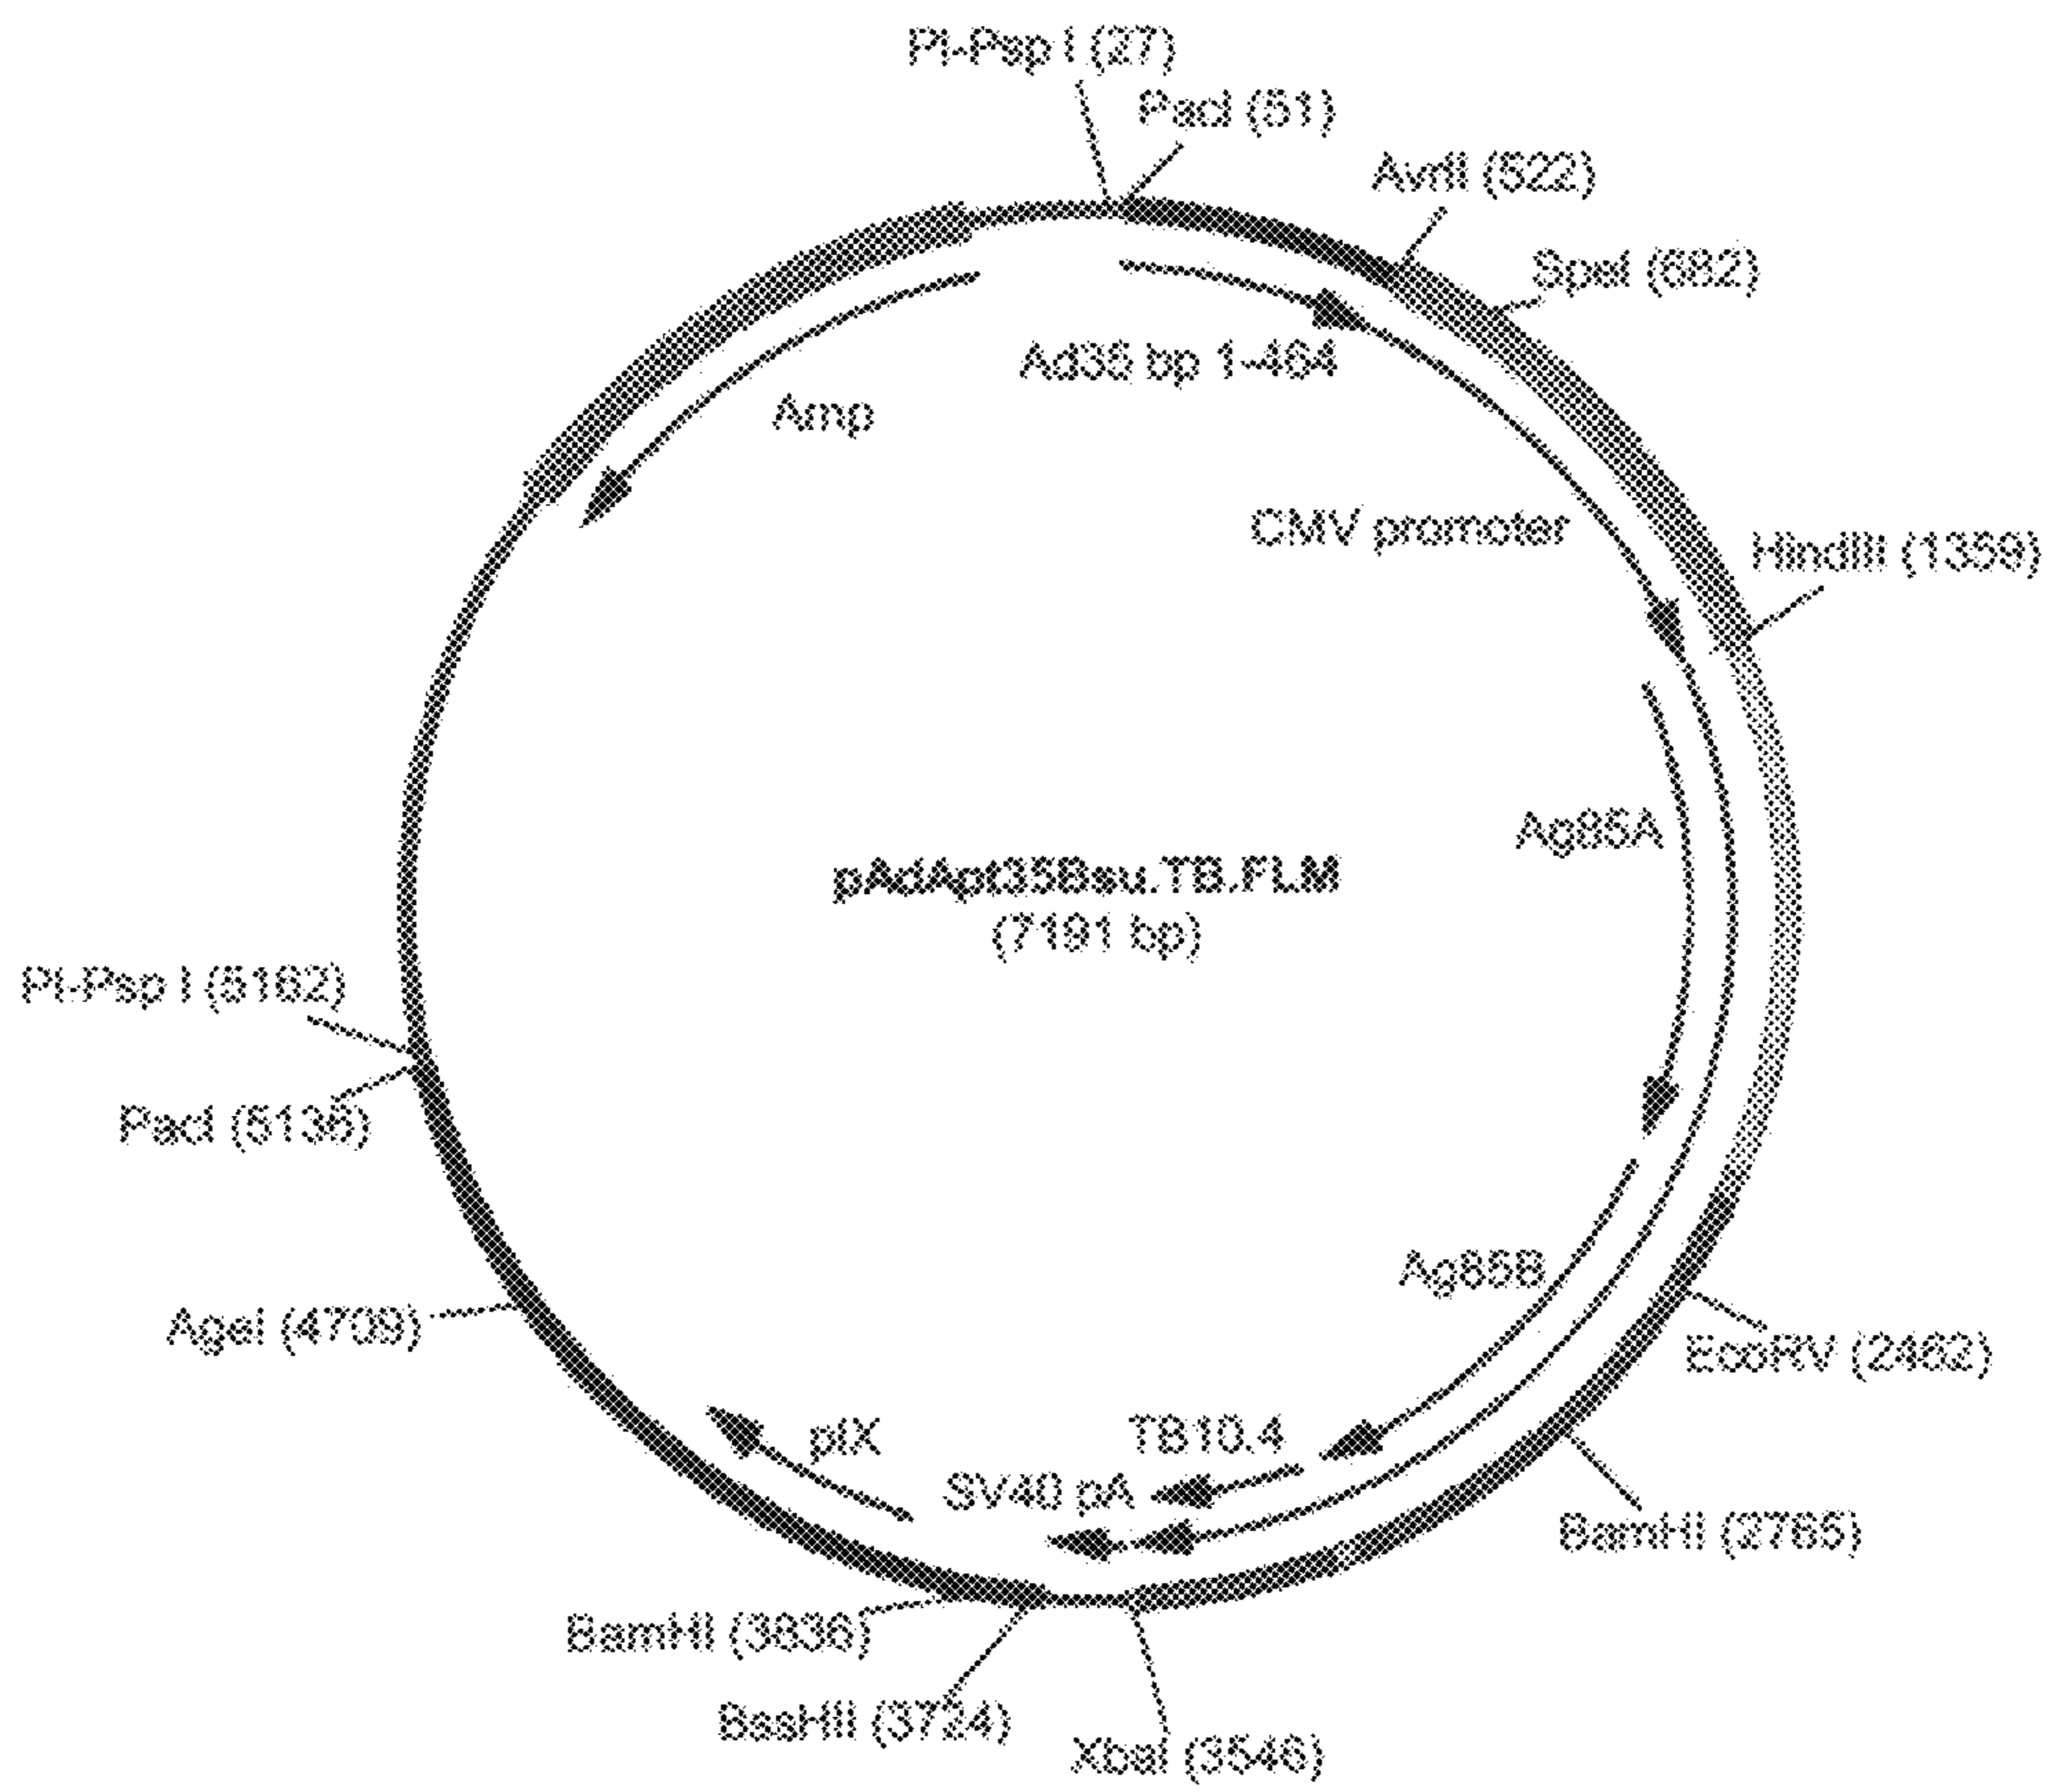 PI-Psp I (27)
PacI (51)
AvrII (522)
SpeI (682)
Ad35 bp 1-464
Amp
CMV promoter
HindIII (1359)
Ag85A
pAdApt35Bsu.TB.FLM
(7191 bp)
PI-Psp I (5162)
PacI (5135)
Ag85B
AgeI (4709)
EcoRV (2462)
pIX
TB10.4
SV40 pA
BamHI (2765)
BamHI (3836)
BssHII (3724)
XbaI (3546)